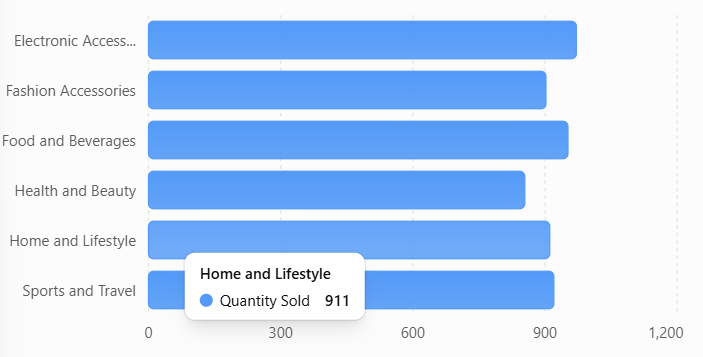 Electronic Access...
Fashion Accessories
Food and Beverages
Health and Beauty
Home and Lifestyle
Home and Lifestyle
Sports and Travel
Quantity Sold 911
0 300 600 900 1,200